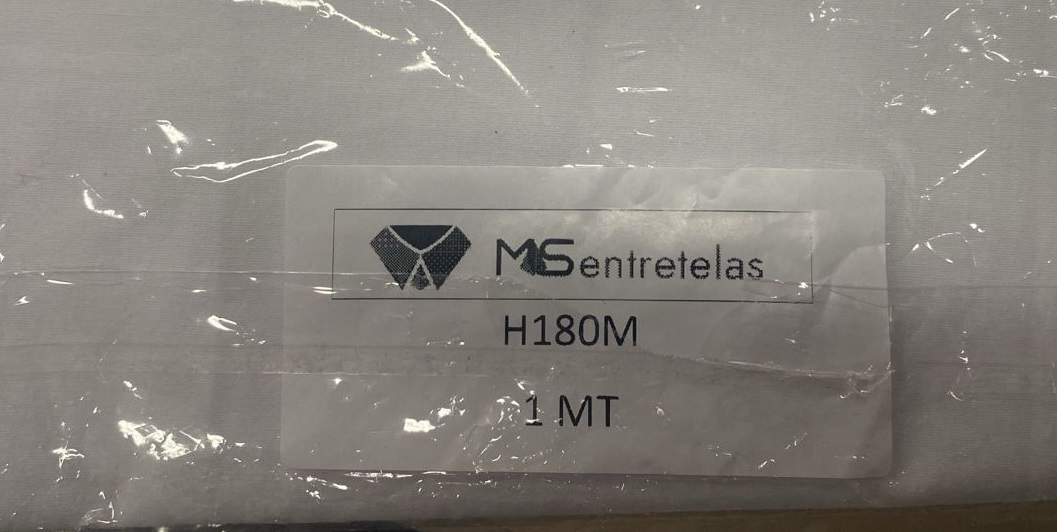 MSentretelas
H180M
1 MT